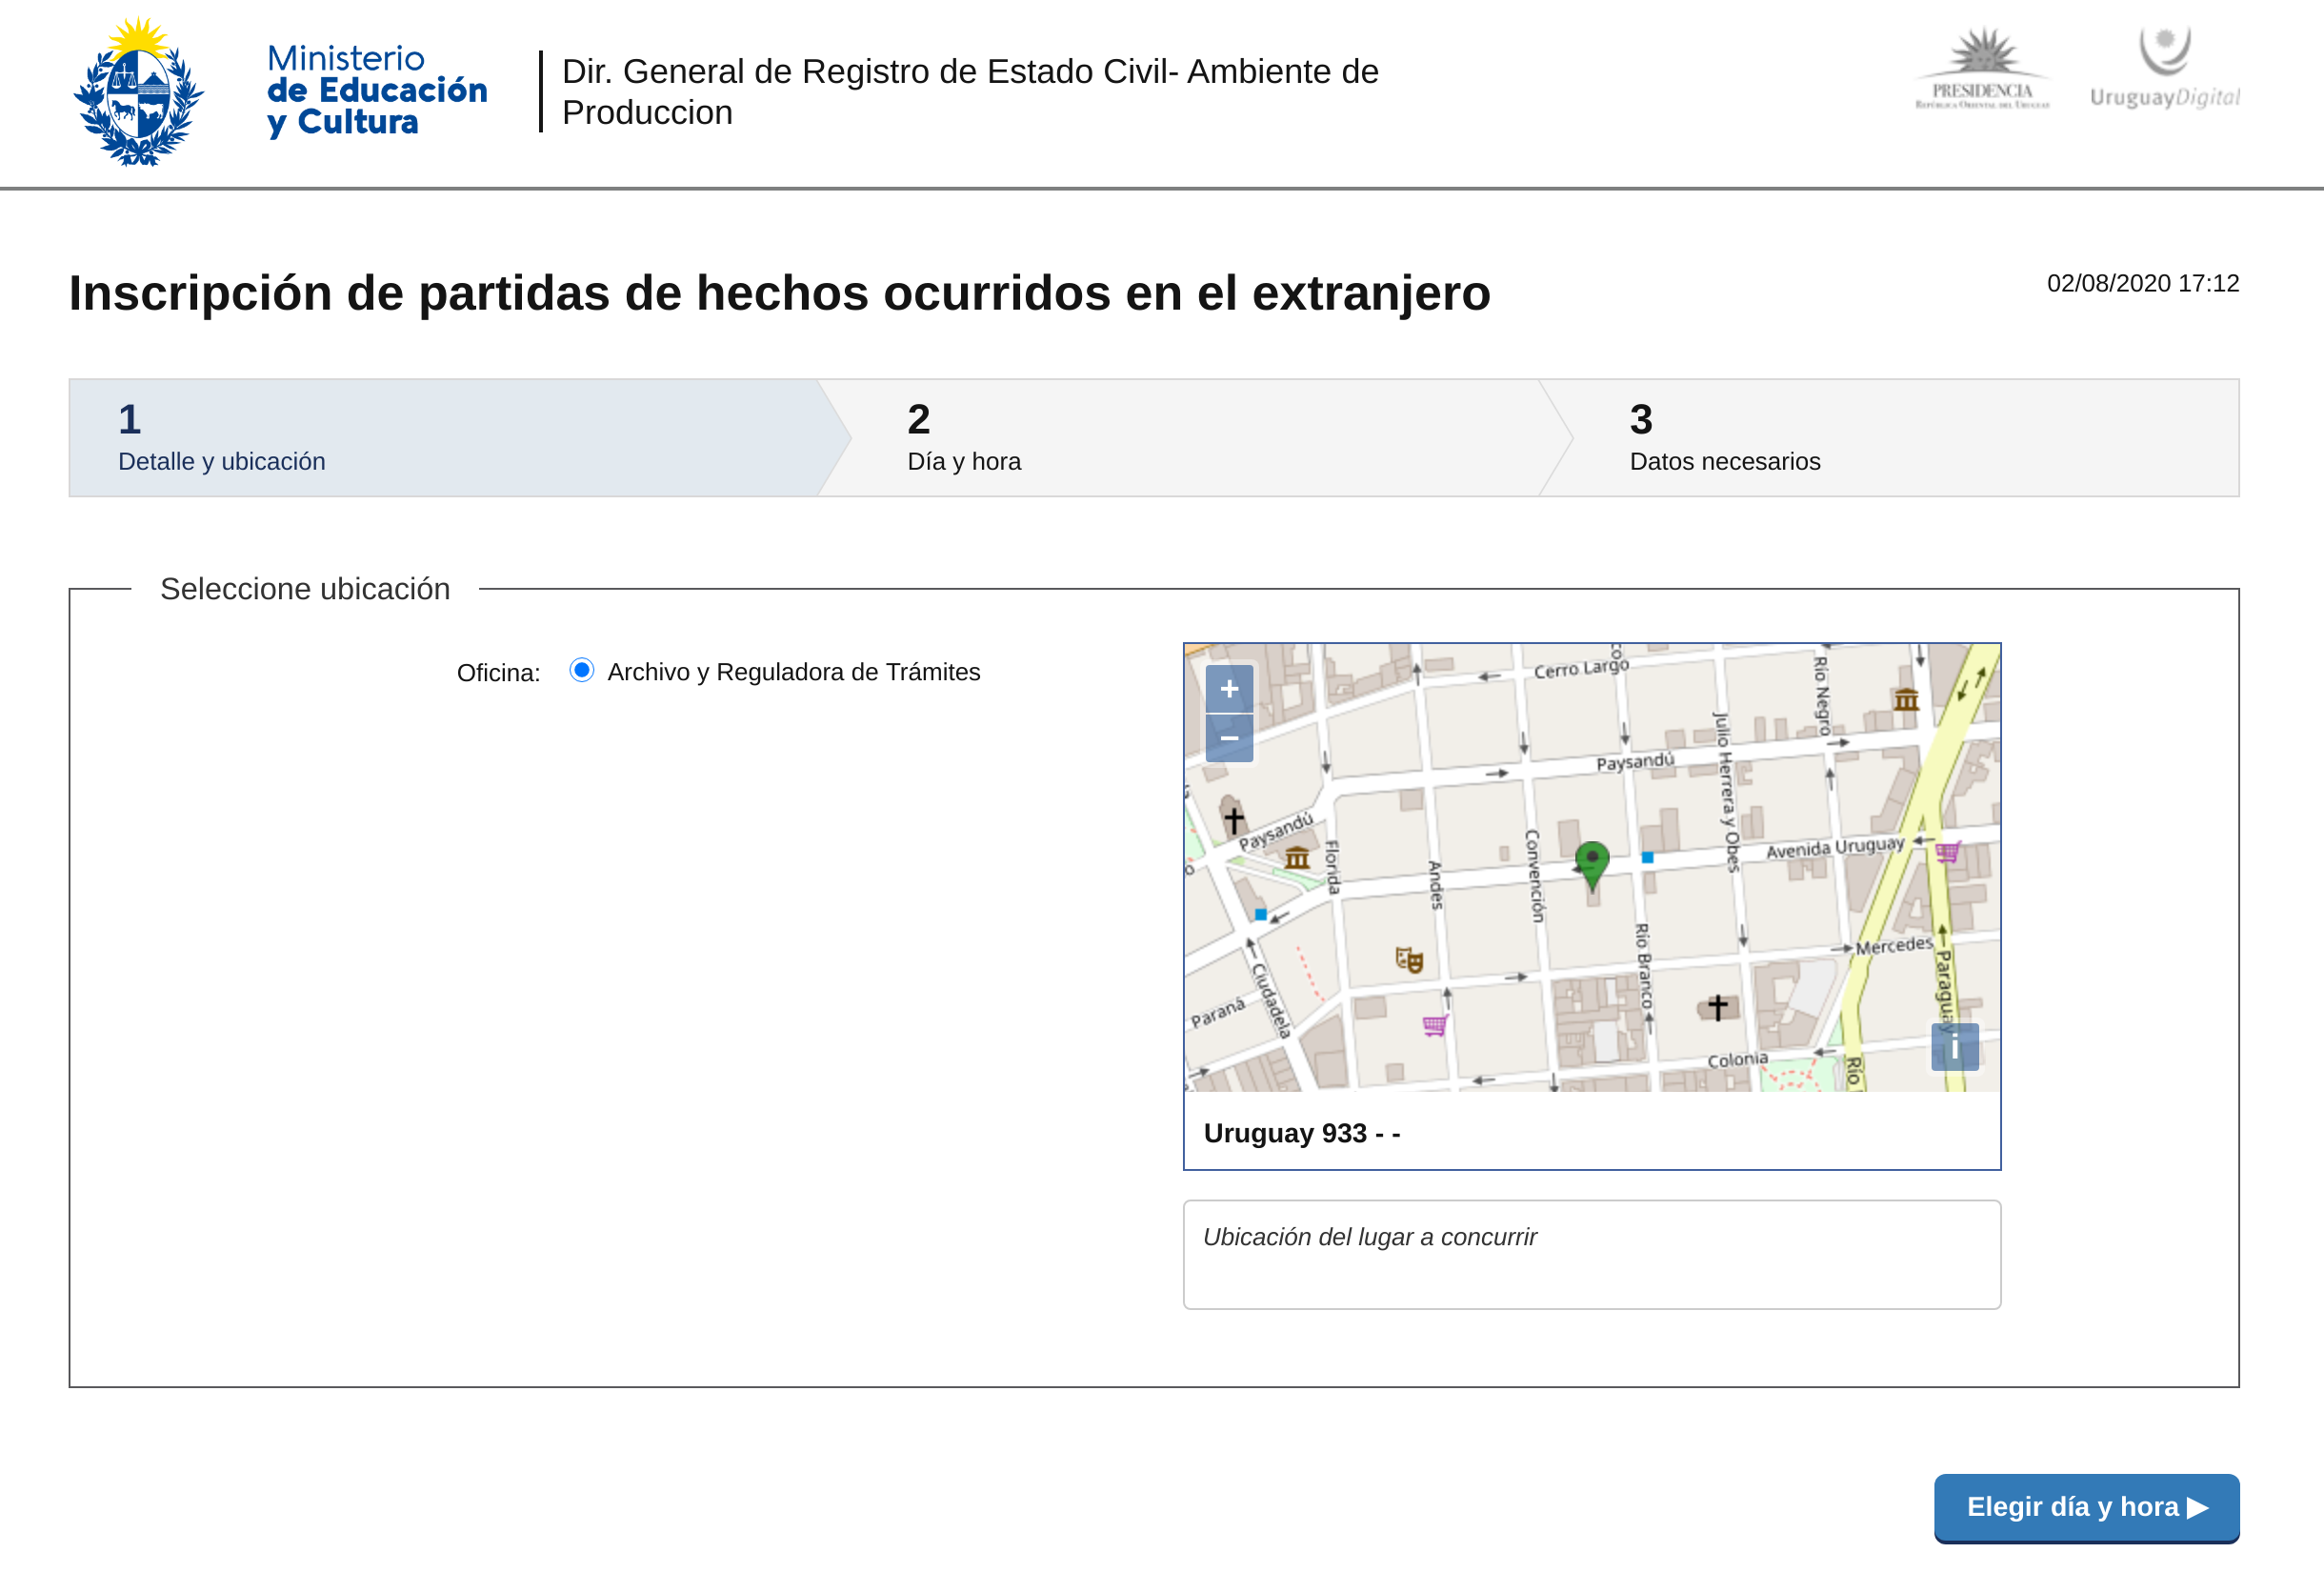 Ministerio
de Educación
y Cultura
Dir. General de Registro de Estado Civil- Ambiente de
Produccion
PRESIDENCIA
REPÚBLICA ORIENTAL DEL URUGUAY
UruguayDigital
Inscripción de partidas de hechos ocurridos en el extranjero
02/08/2020 17:12
1
Detalle y ubicación
2
Día y hora
3
Datos necesarios
Seleccione ubicación
Oficina:
Archivo y Reguladora de Trámites
+
−
Cerro Largo
Río Negro
Julio Herrera y Obes
Paysandú
Paysandú
Florida
Andes
Convención
Avenida Uruguay
Río Branco
Mercedes
Paraguay
Ciudadela
Paraná
Colonia
Río
i
Uruguay 933 - -
Ubicación del lugar a concurrir
Elegir día y hora ▶